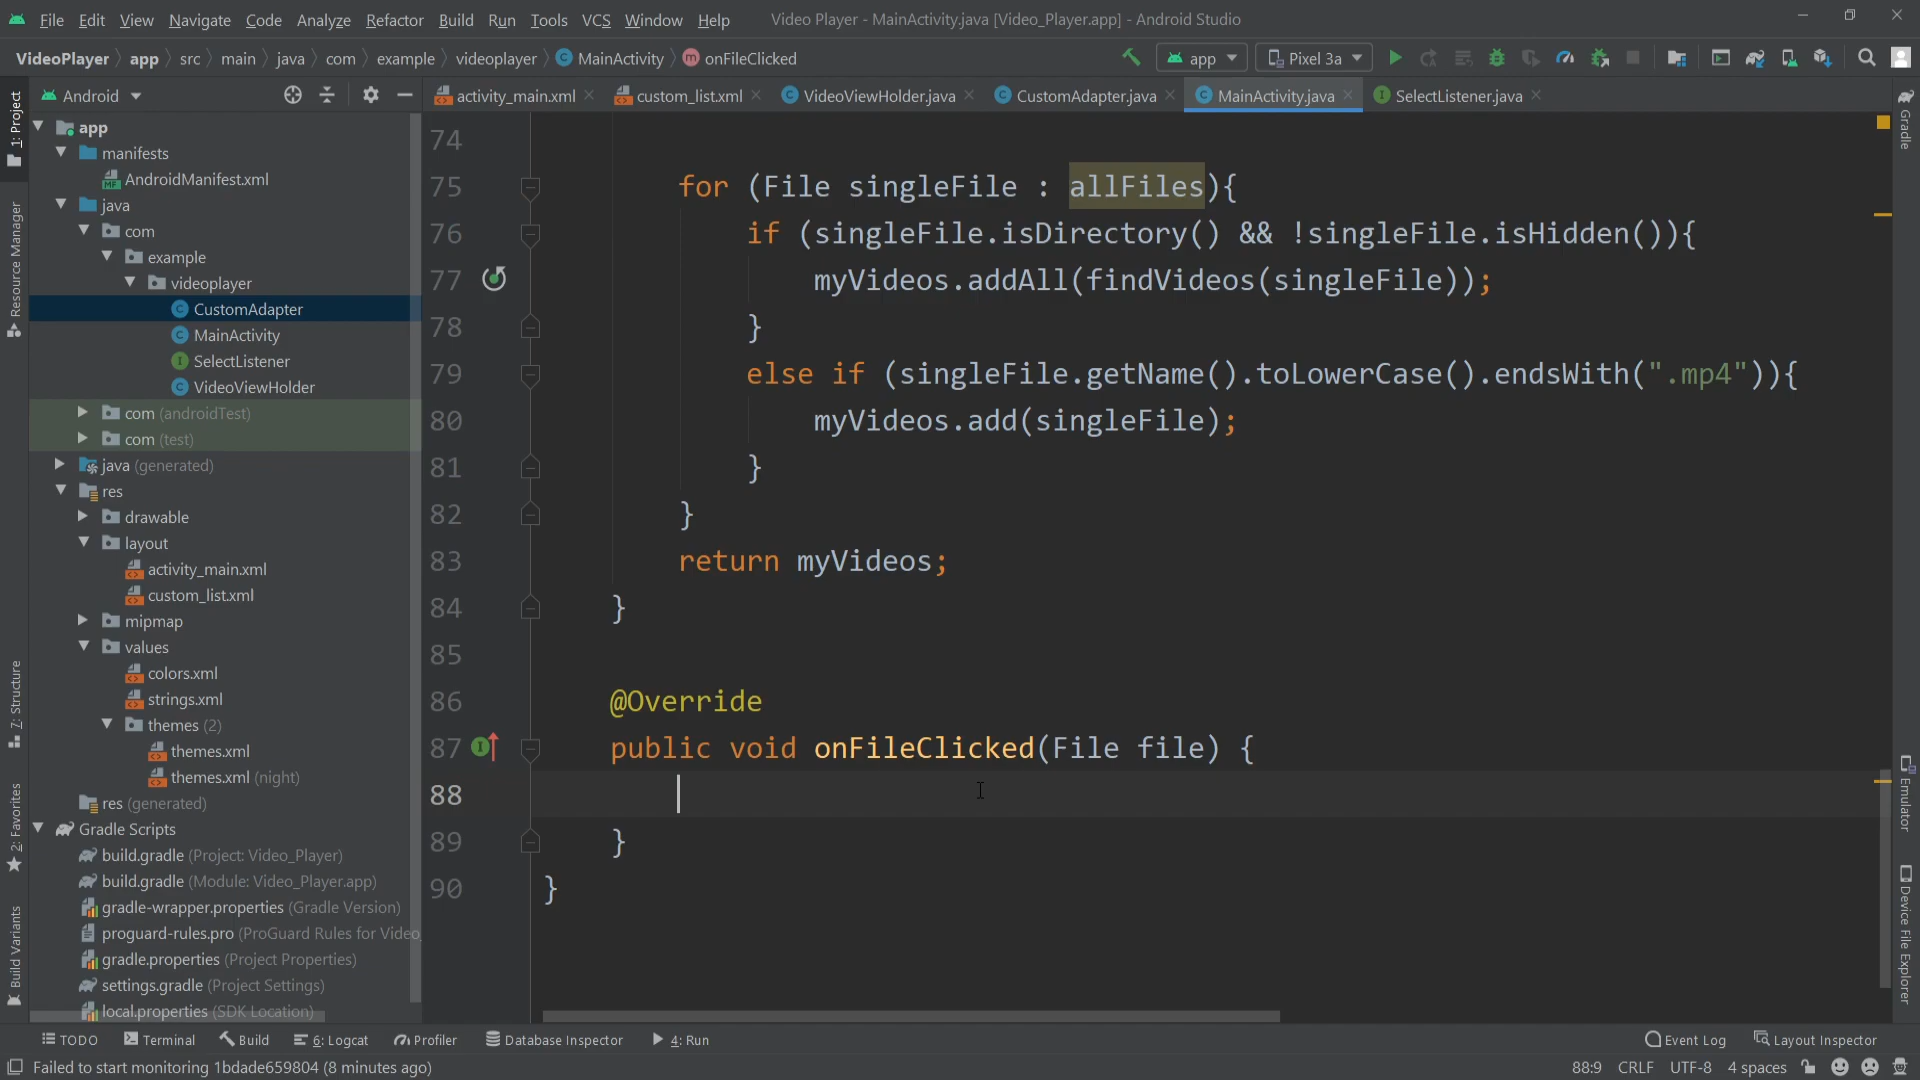 File Edit View Navigate Code Analyze Refactor Build Run Tools VCS Window Help Video Player - MainActivity.java [Video_Player.app] - Android Studio
VideoPlayer app src main java com example videoplayer MainActivity onFileClicked app Pixel 3a
Android activity_main.xml custom_list.xml VideoViewHolder.java CustomAdapter.java MainActivity.java SelectListener.java
1: Project
Resource Manager
7: Structure
2: Favorites
Build Variants
app
manifests
AndroidManifest.xml
java
com
example
videoplayer
CustomAdapter
MainActivity
SelectListener
VideoViewHolder
com (androidTest)
com (test)
java (generated)
res
drawable
layout
activity_main.xml
custom_list.xml
mipmap
values
colors.xml
strings.xml
themes (2)
themes.xml
themes.xml (night)
res (generated)
Gradle Scripts
build.gradle (Project: Video_Player)
build.gradle (Module: Video_Player.app)
gradle-wrapper.properties (Gradle Version)
proguard-rules.pro (ProGuard Rules for Video
gradle.properties (Project Properties)
settings.gradle (Project Settings)
local.properties (SDK Location)
74
75 for (File singleFile : allFiles){
76 if (singleFile.isDirectory() && !singleFile.isHidden()){
77 myVideos.addAll(findVideos(singleFile));
78 }
79 else if (singleFile.getName().toLowerCase().endsWith(".mp4")){
80 myVideos.add(singleFile);
81 }
82 }
83 return myVideos;
84 }
85
86 @Override
87 public void onFileClicked(File file) {
88
89 }
90 }
Gradle
Emulator
Device File Explorer
TODO Terminal Build 6: Logcat Profiler Database Inspector 4: Run Event Log Layout Inspector
Failed to start monitoring 1bdade659804 (8 minutes ago) 88:9 CRLF UTF-8 4 spaces